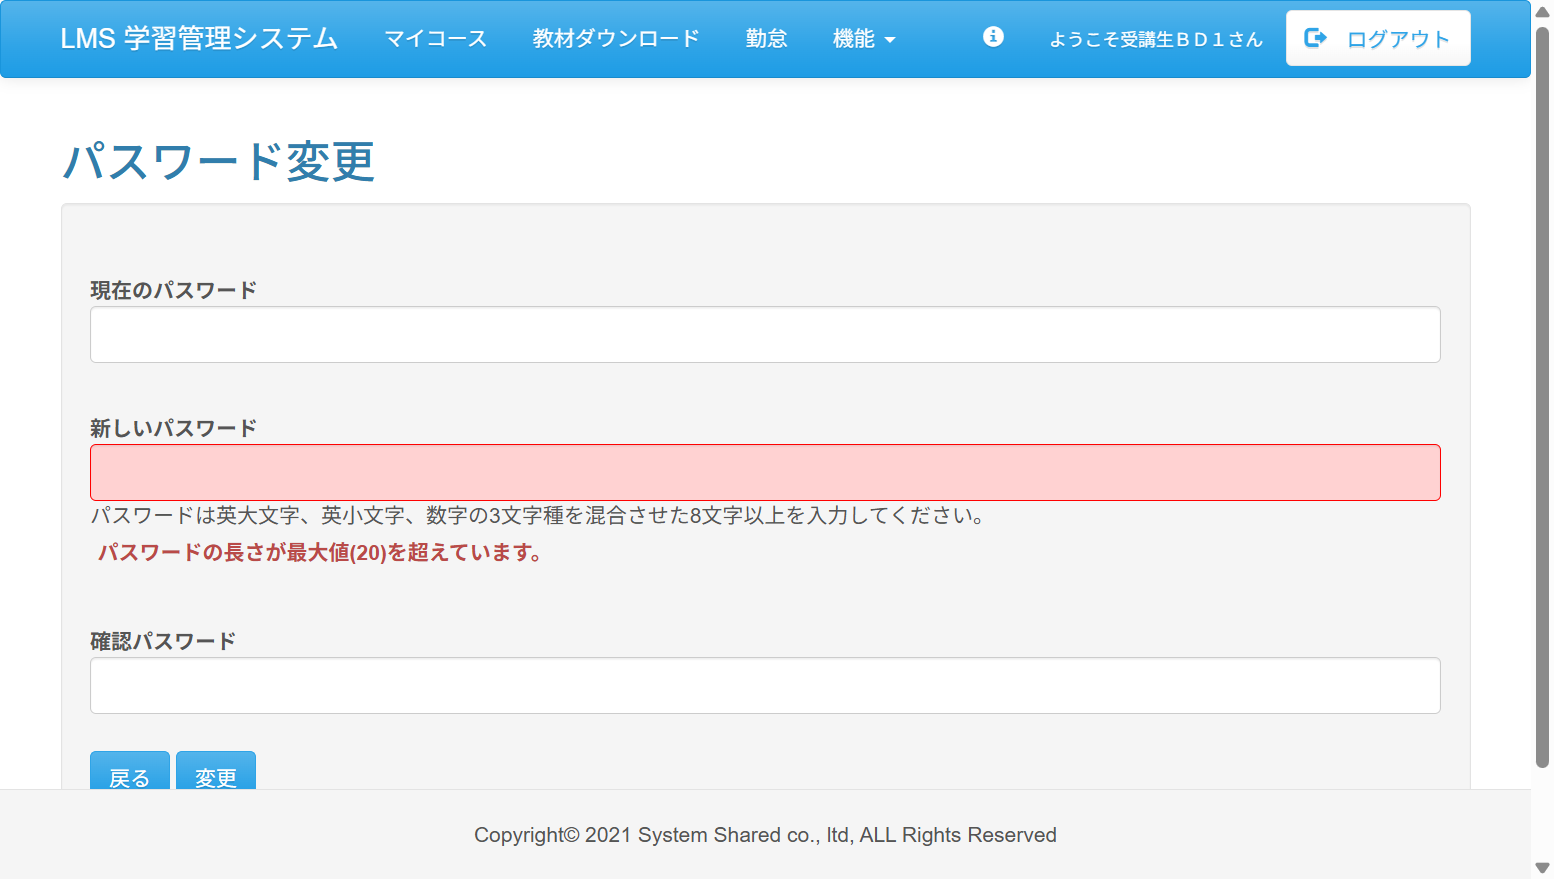 LMS 学習管理システム マイコース 教材ダウンロード 勤怠 機能 ようこそ受講生ＢＤ１さん ログアウト
パスワード変更
現在のパスワード
新しいパスワード
パスワードは英大文字、英小文字、数字の3文字種を混合させた8文字以上を入力してください。
パスワードの長さが最大値(20)を超えています。
確認パスワード
戻る 変更
Copyright© 2021 System Shared co., ltd, ALL Rights Reserved